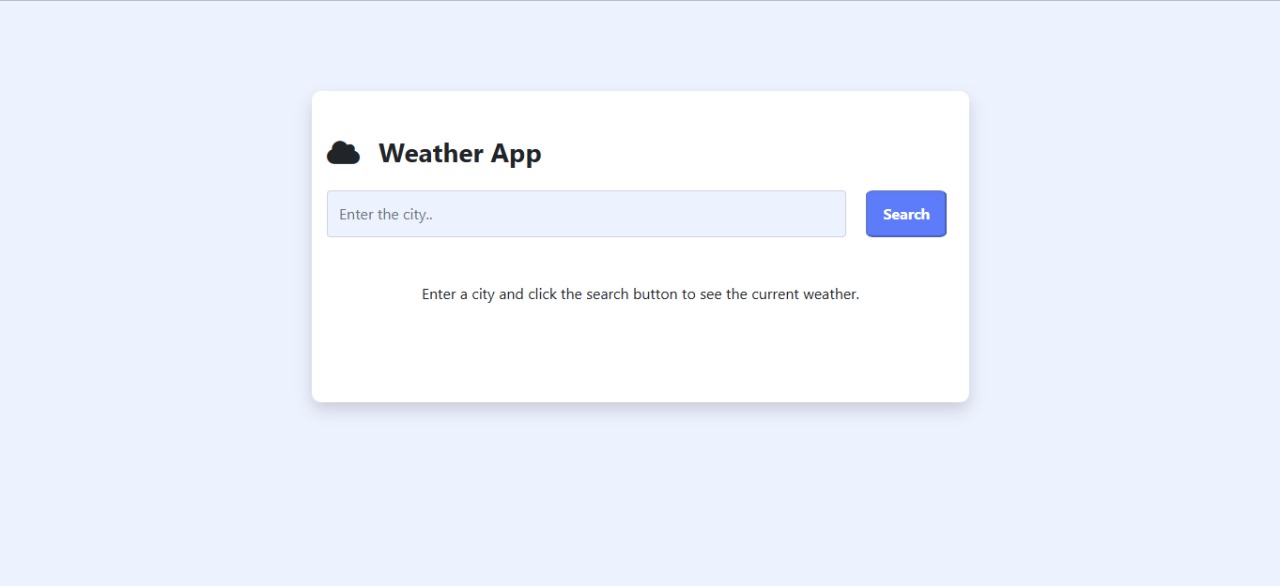 Weather App
Enter the city..
Search
Enter a city and click the search button to see the current weather.